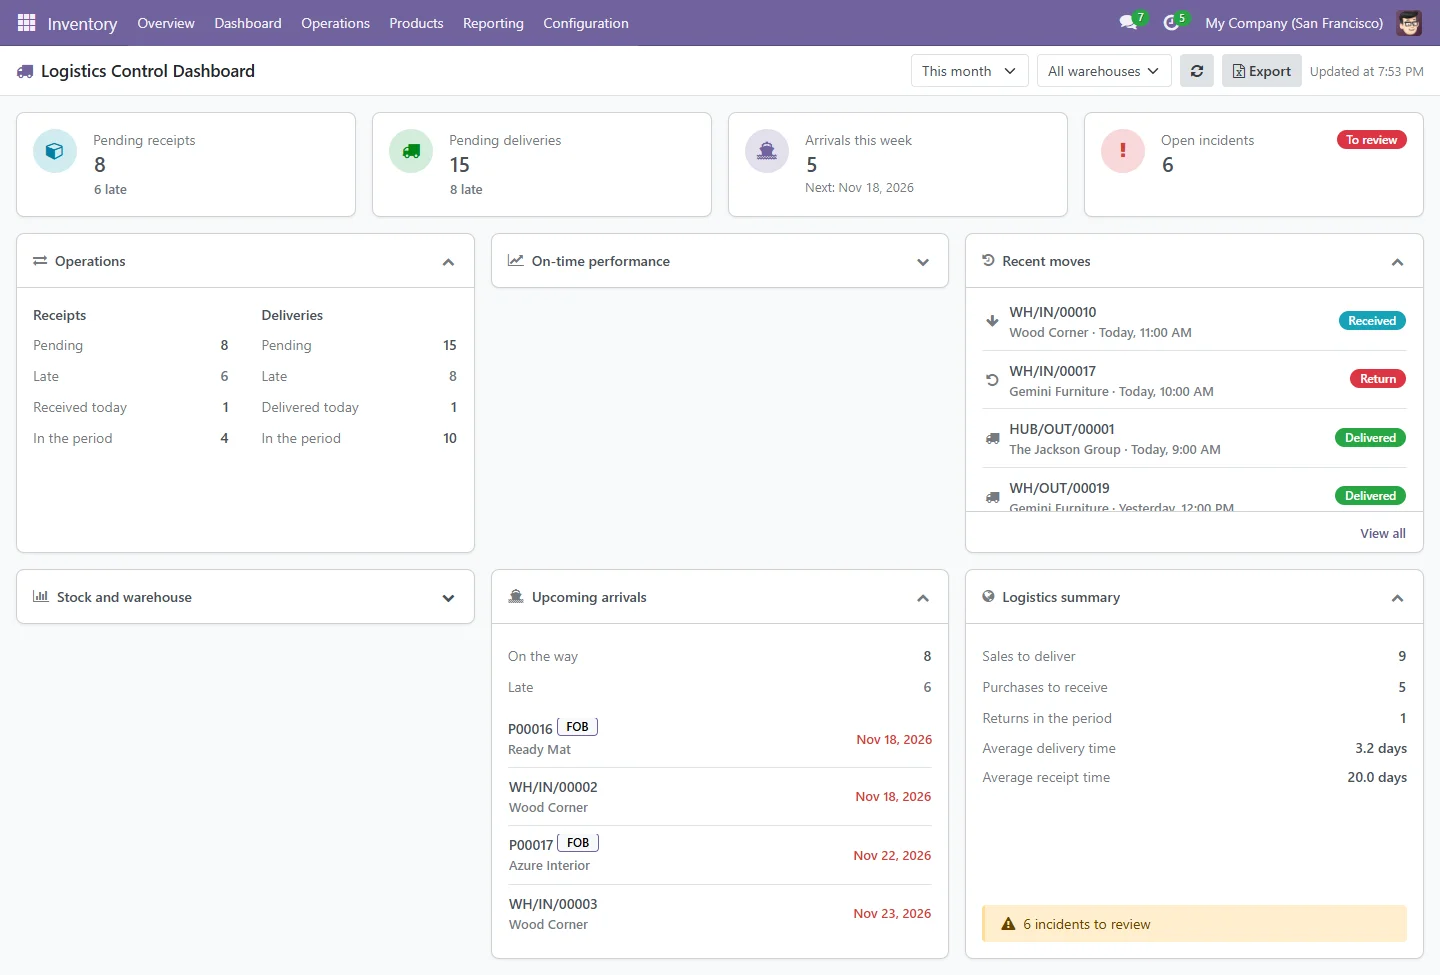 Inventory Overview Dashboard Operations Products Reporting Configuration 7 5 My Company (San Francisco)
Logistics Control Dashboard This month All warehouses Export Updated at 7:53 PM
Pending receipts
8
6 late
Pending deliveries
15
8 late
Arrivals this week
5
Next: Nov 18, 2026
Open incidents To review
6
Operations
Receipts Deliveries
Pending 8 Pending 15
Late 6 Late 8
Received today 1 Delivered today 1
In the period 4 In the period 10
On-time performance
Recent moves
WH/IN/00010
Wood Corner · Today, 11:00 AM
Received
WH/IN/00017
Gemini Furniture · Today, 10:00 AM
Return
HUB/OUT/00001
The Jackson Group · Today, 9:00 AM
Delivered
WH/OUT/00019
Gemini Furniture · Yesterday, 12:00 PM
Delivered
View all
Stock and warehouse
Upcoming arrivals
On the way 8
Late 6
P00016 FOB
Ready Mat
Nov 18, 2026
WH/IN/00002
Wood Corner
Nov 18, 2026
P00017 FOB
Azure Interior
Nov 22, 2026
WH/IN/00003
Wood Corner
Nov 23, 2026
Logistics summary
Sales to deliver 9
Purchases to receive 5
Returns in the period 1
Average delivery time 3.2 days
Average receipt time 20.0 days
6 incidents to review